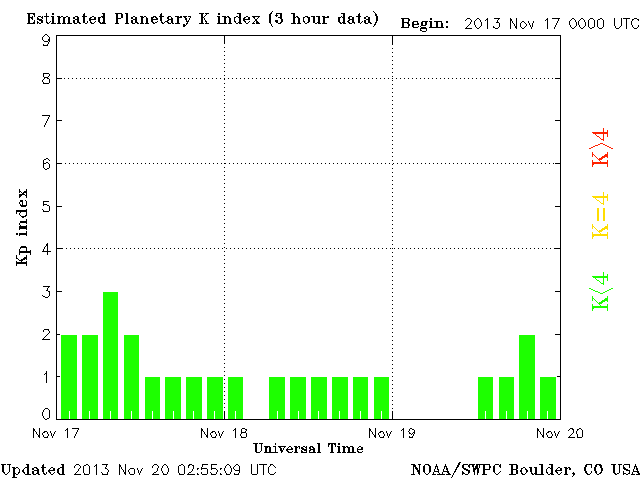 Estimated Planetary K index (3 hour data)
Begin: 2013 Nov 17 0000 UTC
9
8
7
6
5
4
3
2
1
0
Kp index
K>4
K=4
K<4
Nov 17
Nov 18
Nov 19
Nov 20
Universal Time
Updated 2013 Nov 20 02:55:09 UTC
NOAA/SWPC Boulder, CO USA